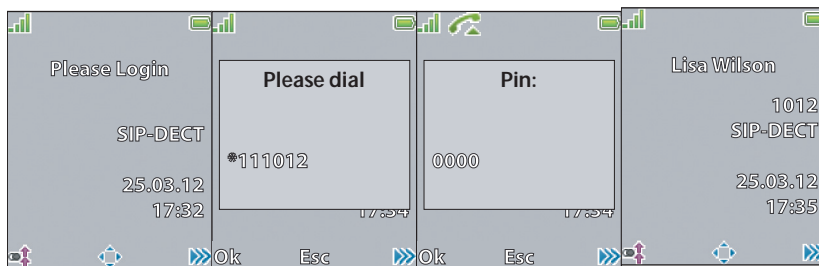 Please Login
SIP-DECT
25.03.12
17:32
Please dial
*111012
17:34
Ok Esc
Pin:
0000
17:34
Ok Esc
Lisa Wilson
1012
SIP-DECT
25.03.12
17:35